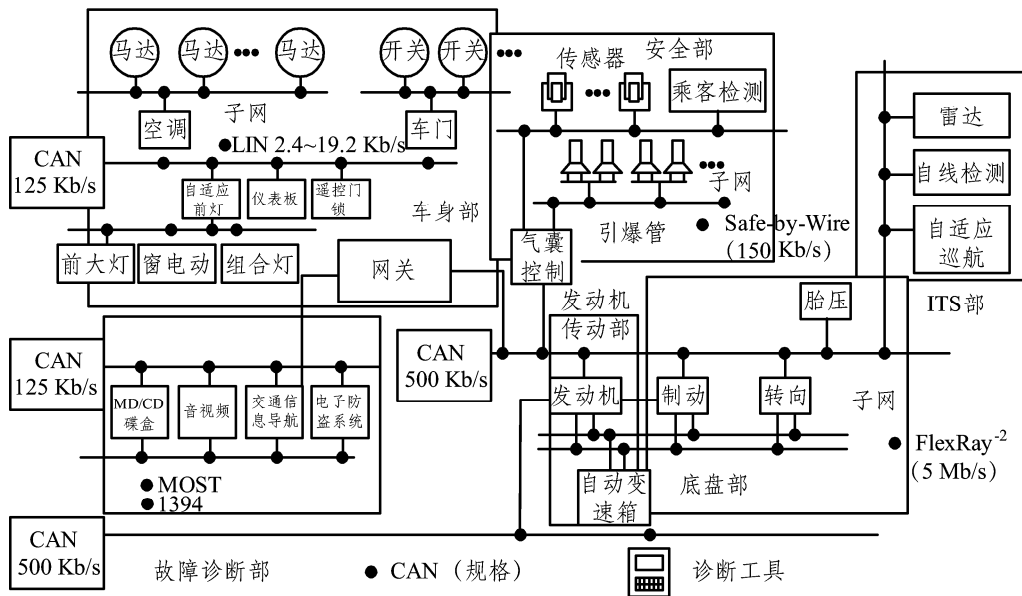 马达
马达
马达
开关
开关
子网
空调
车门
LIN 2.4~19.2 Kb/s
CAN
125 Kb/s
自适应
前灯
仪表板
遥控门
锁
车身部
前大灯
窗电动
组合灯
网关
传感器
安全部
乘客检测
子网
引爆管
Safe-by-Wire
(150 Kb/s)
气囊
控制
雷达
自线检测
自适应
巡航
ITS部
CAN
125 Kb/s
MD/CD
碟盒
音视频
交通信
息导航
电子防
盗系统
MOST
1394
CAN
500 Kb/s
发动机
传动部
发动机
制动
转向
胎压
子网
FlexRay-2
(5 Mb/s)
自动变
速箱
底盘部
CAN
500 Kb/s
故障诊断部
CAN（规格）
诊断工具